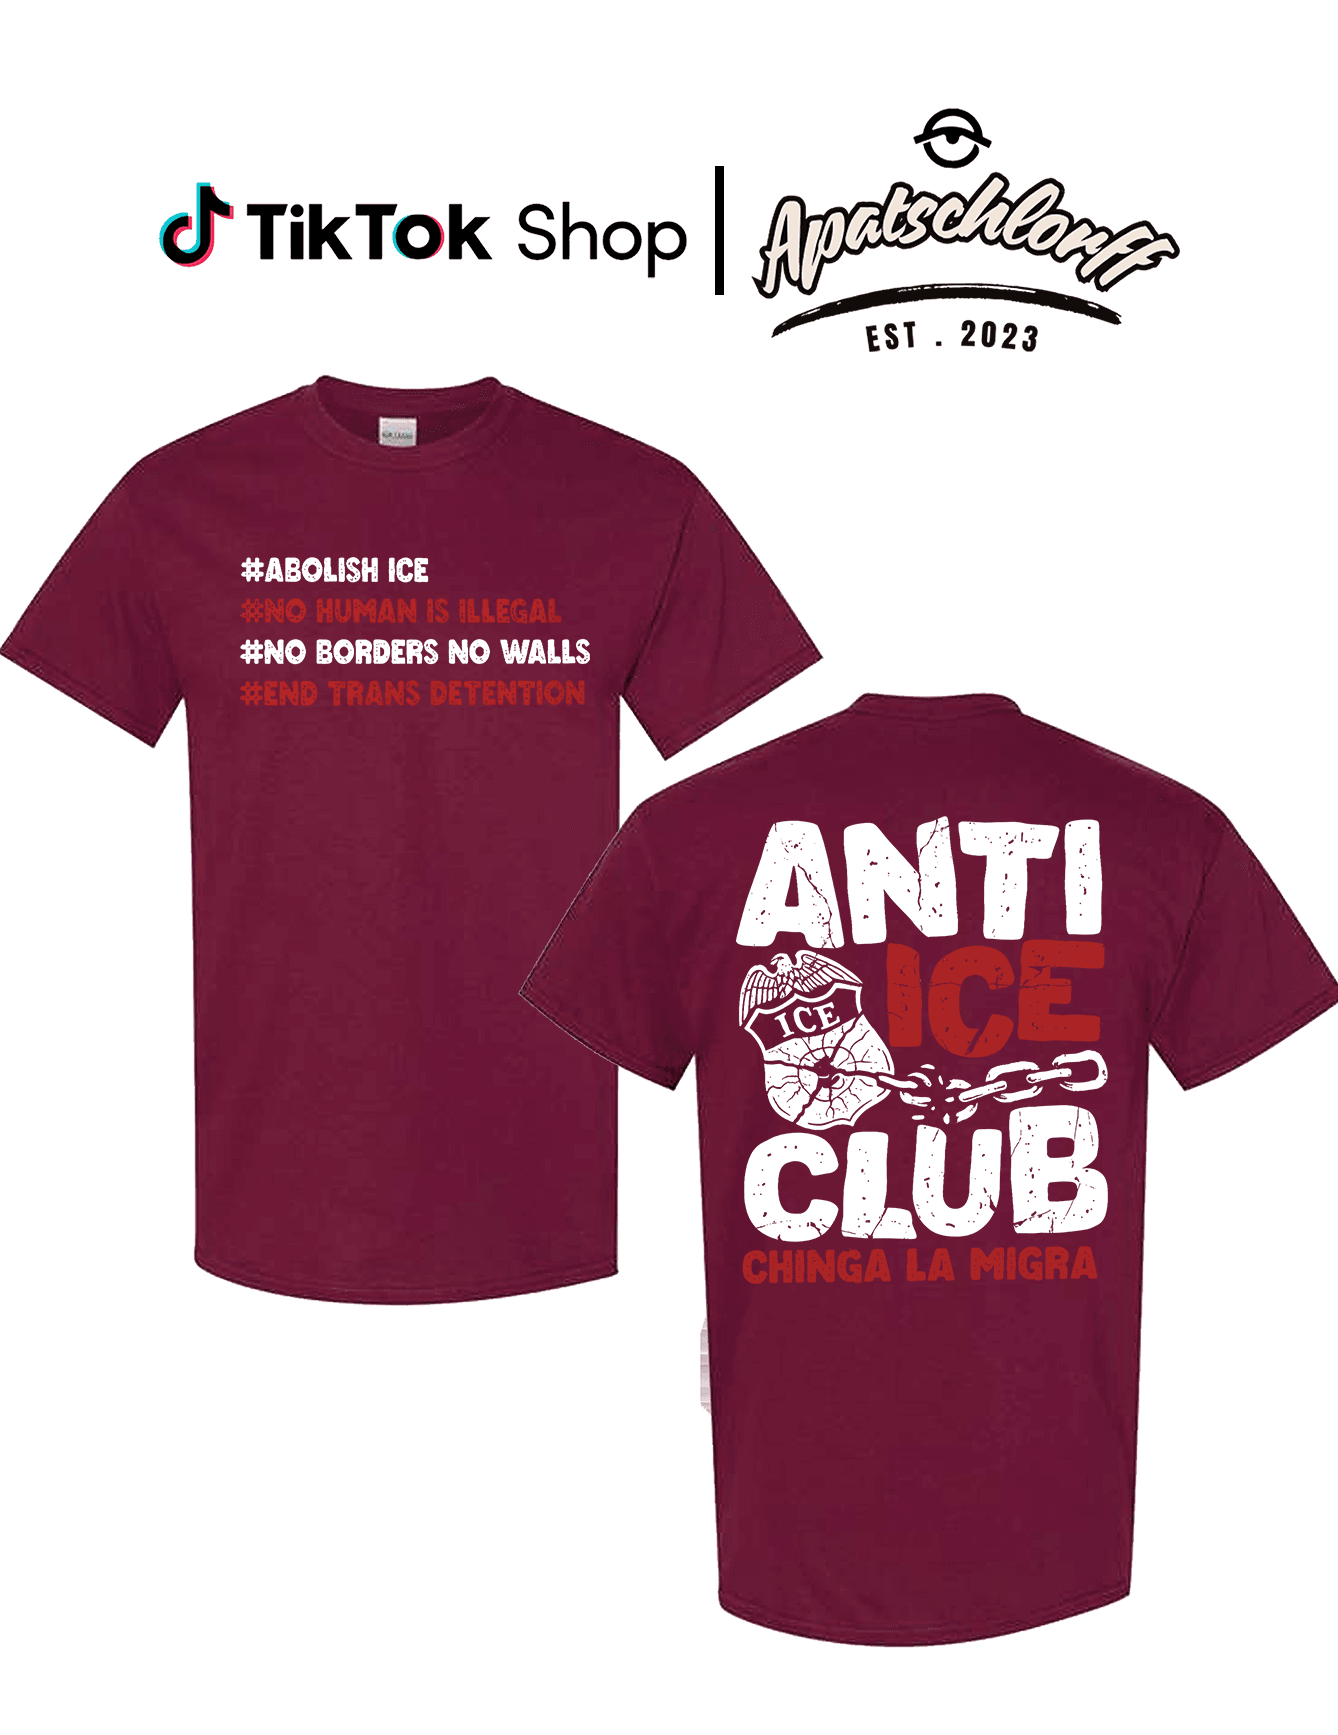 TikTok Shop
Apatschlorff
EST . 2023
#ABOLISH ICE
#NO HUMAN IS ILLEGAL
#NO BORDERS NO WALLS
#END TRANS DETENTION
ANTI
ICE
ICE
CLUB
CHINGA LA MIGRA